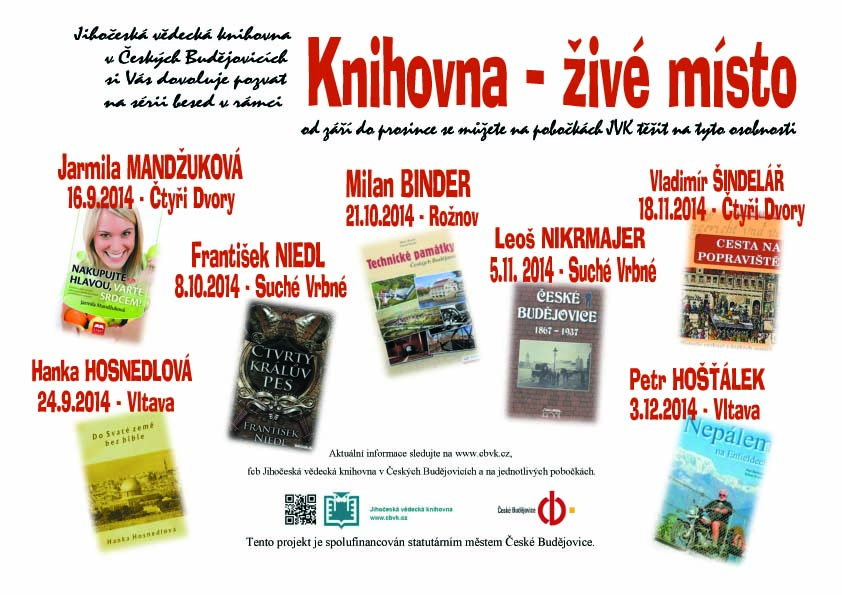 Jihočeská vědecká knihovna
v Českých Budějovicích
si Vás dovoluje pozvat
na sérii besed v rámci
Knihovna - živé místo
od září do prosince se můžete na pobočkách JVK těšit na tyto osobnosti
Jarmila MANDŽUKOVÁ
16.9.2014 - Čtyři Dvory
NAKUPUJTE
HLAVOU, VAŘTE
SRDCEM!
Jarmila Mandžuková
Hanka HOSNEDLOVÁ
24.9.2014 - Vltava
Do Svaté země
bez bible
Hanka Hosnedlová
František NIEDL
8.10.2014 - Suché Vrbné
ČTVRTÝ
KRÁLŮV
PES
FRANTIŠEK
NIEDL
Milan BINDER
21.10.2014 - Rožnov
Technické památky
Českých Budějovic
Leoš NIKRMAJER
5.11. 2014 - Suché Vrbné
ČESKÉ
BUDĚJOVICE
1867 - 1937
Vladimír ŠINDELÁŘ
18.11.2014 - Čtyři Dvory
CESTA NA
POPRAVIŠTĚ
Petr HOŠŤÁLEK
3.12.2014 - Vltava
Nepálem
na Enfieldech
Aktuální informace sledujte na www.cbvk.cz,
fcb Jihočeská vědecká knihovna v Českých Budějovicích a na jednotlivých pobočkách.
Jihočeská vědecká knihovna
www.cbvk.cz
České Budějovice
Tento projekt je spolufinancován statutárním městem České Budějovice.